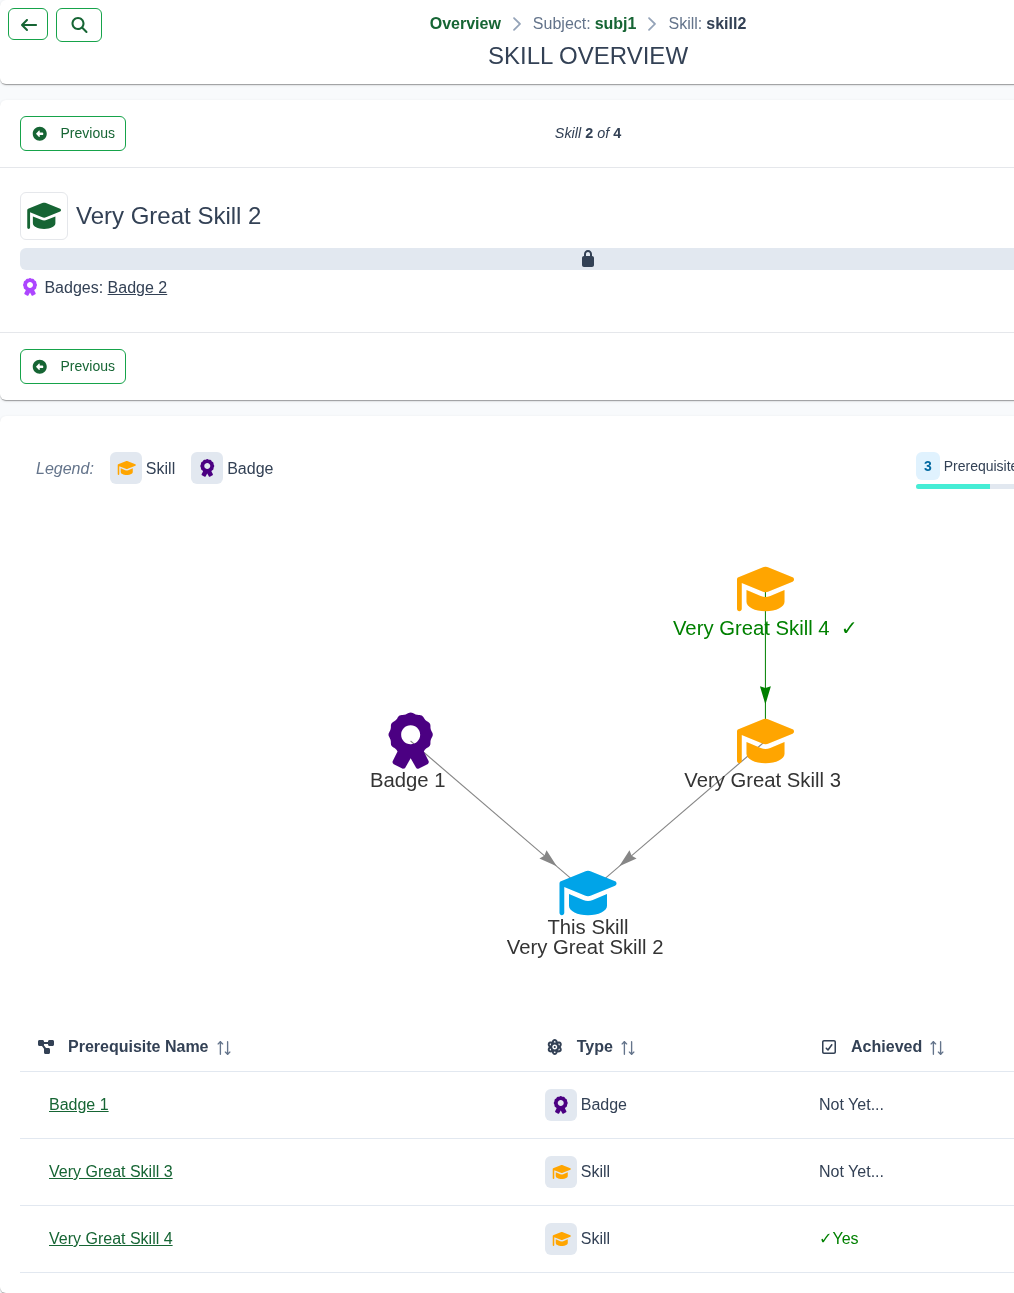 Overview > Subject: subj1 > Skill: skill2
SKILL OVERVIEW
Previous
Skill 2 of 4
Very Great Skill 2
Badges: Badge 2
Previous
Legend: Skill Badge
3 Prerequisite
Very Great Skill 4 ✓
Badge 1
Very Great Skill 3
This Skill
Very Great Skill 2
Prerequisite Name Type Achieved
Badge 1 Badge Not Yet...
Very Great Skill 3 Skill Not Yet...
Very Great Skill 4 Skill ✓Yes